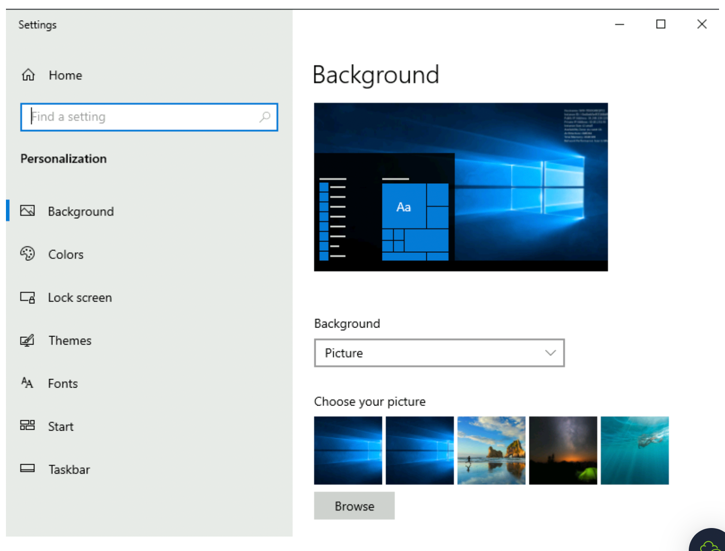 Settings
Home
Find a setting
Personalization
Background
Colors
Lock screen
Themes
Fonts
Start
Taskbar
Background
Aa
Background
Picture
Choose your picture
Browse